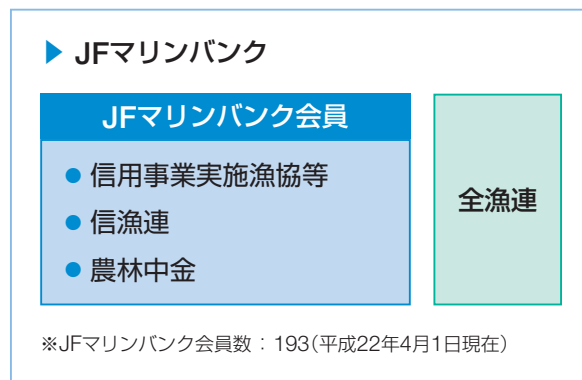 ▶ JFマリンバンク
JFマリンバンク会員
● 信用事業実施漁協等
● 信漁連
● 農林中金
全漁連
※JFマリンバンク会員数：193（平成22年4月1日現在）